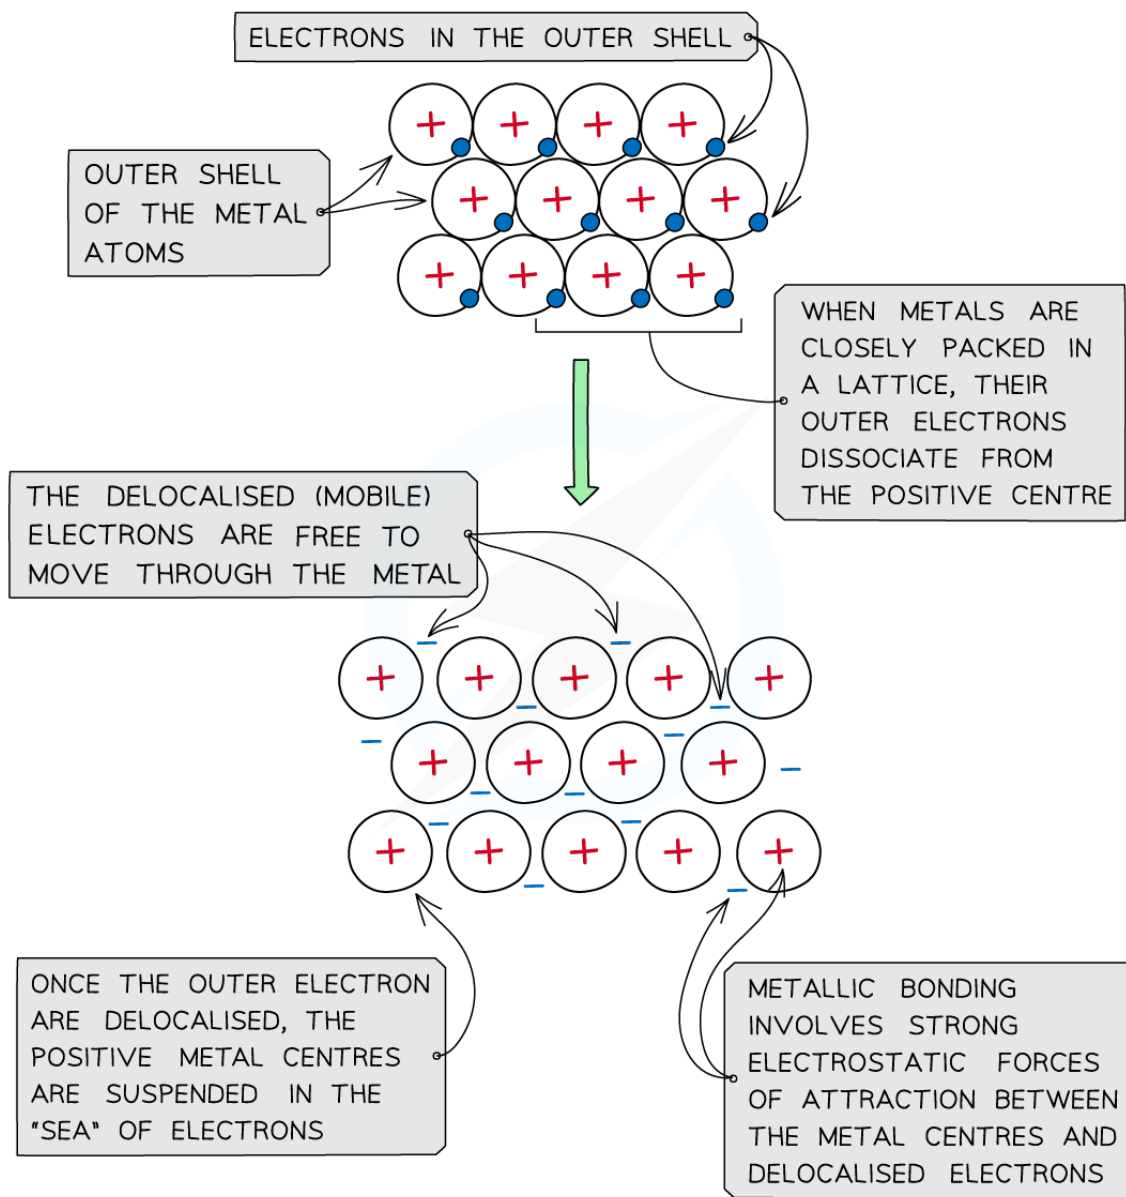 ELECTRONS IN THE OUTER SHELL
OUTER SHELL
OF THE METAL
ATOMS
WHEN METALS ARE
CLOSELY PACKED IN
A LATTICE, THEIR
OUTER ELECTRONS
DISSOCIATE FROM
THE POSITIVE CENTRE
THE DELOCALISED (MOBILE)
ELECTRONS ARE FREE TO
MOVE THROUGH THE METAL
ONCE THE OUTER ELECTRON
ARE DELOCALISED, THE
POSITIVE METAL CENTRES
ARE SUSPENDED IN THE
"SEA" OF ELECTRONS
METALLIC BONDING
INVOLVES STRONG
ELECTROSTATIC FORCES
OF ATTRACTION BETWEEN
THE METAL CENTRES AND
DELOCALISED ELECTRONS